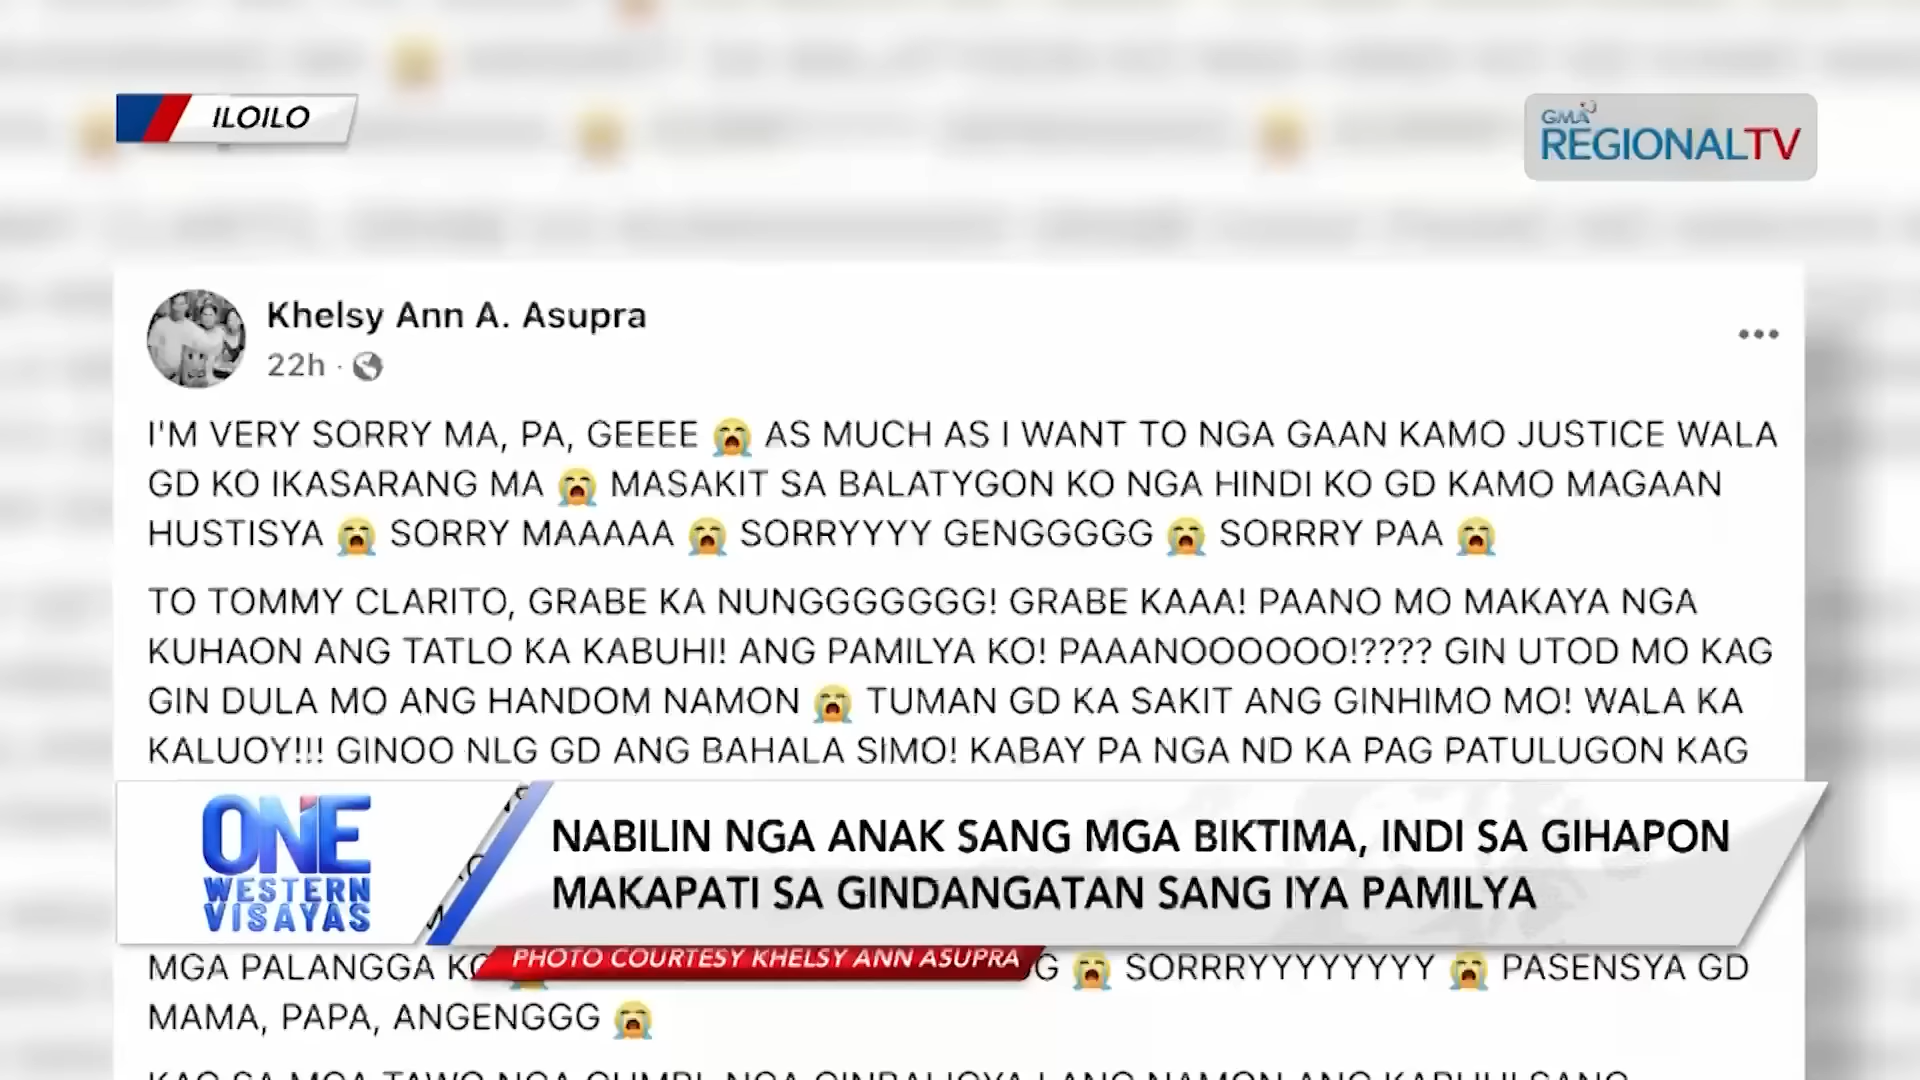 ILOILO
GMA
REGIONALTV
Khelsy Ann A. Asupra
22h ·
I'M VERY SORRY MA, PA, GEEEE 😭 AS MUCH AS I WANT TO NGA GAAN KAMO JUSTICE WALA
GD KO IKASARANG MA 😭 MASAKIT SA BALATYGON KO NGA HINDI KO GD KAMO MAGAAN
HUSTISYA 😭 SORRY MAAAAA 😭 SORRYYYY GENGGGGG 😭 SORRRY PAA 😭
TO TOMMY CLARITO, GRABE KA NUNGGGGGGG! GRABE KAAA! PAANO MO MAKAYA NGA
KUHAON ANG TATLO KA KABUHI! ANG PAMILYA KO! PAAANOOOOOO!???? GIN UTOD MO KAG
GIN DULA MO ANG HANDOM NAMON 😭 TUMAN GD KA SAKIT ANG GINHIMO MO! WALA KA
KALUOY!!! GINOO NLG GD ANG BAHALA SIMO! KABAY PA NGA ND KA PAG PATULUGON KAG
ONE
WESTERN
VISAYAS
NABILIN NGA ANAK SANG MGA BIKTIMA, INDI SA GIHAPON
MAKAPATI SA GINDANGATAN SANG IYA PAMILYA
PHOTO COURTESY KHELSY ANN ASUPRA
MGA PALANGGA 😭 SORRRYYYYYYYY 😭 PASENSYA GD
MAMA, PAPA, ANGENGGG 😭